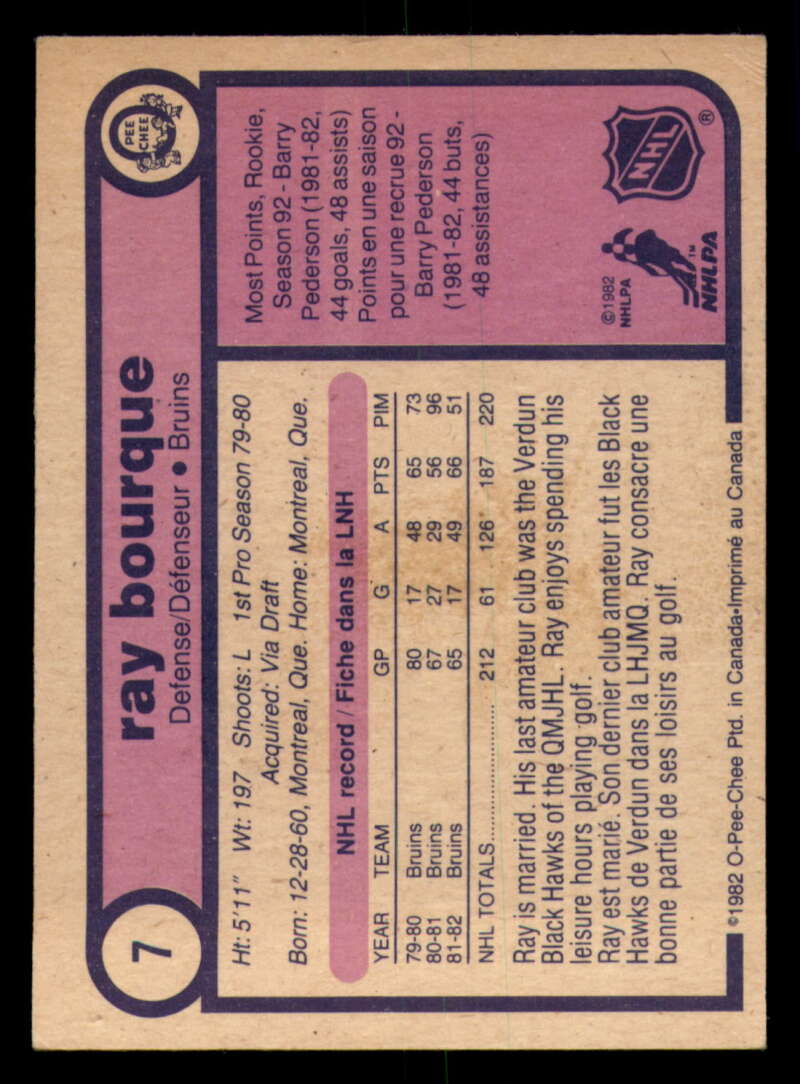 7
ray bourque
Defense/Défenseur • Bruins
O
PEE
CHEE
Ht: 5'11" Wt: 197 Shoots: L 1st Pro Season 79-80
Acquired: Via Draft
Born: 12-28-60, Montreal, Que. Home: Montreal, Que.
NHL record / Fiche dans la LNH
YEAR TEAM GP G A PTS PIM
79-80 Bruins 80 17 48 65 73
80-81 Bruins 67 27 29 56 96
81-82 Bruins 65 17 49 66 51
NHL TOTALS.......................... 212 61 126 187 220
Ray is married. His last amateur club was the Verdun
Black Hawks of the QMJHL. Ray enjoys spending his
leisure hours playing golf.
Ray est marié. Son dernier club amateur fut les Black
Hawks de Verdun dans la LHJMQ. Ray consacre une
bonne partie de ses loisirs au golf.
Most Points, Rookie,
Season 92 - Barry
Pederson (1981-82,
44 goals, 48 assists)
Points en une saison
pour une recrue 92 -
Barry Pederson
(1981-82, 44 buts,
48 assistances)
©1982
NHLPA
™
NHLPA
NHL
®
©1982 O-Pee-Chee Ptd. in Canada•Imprimé au Canada